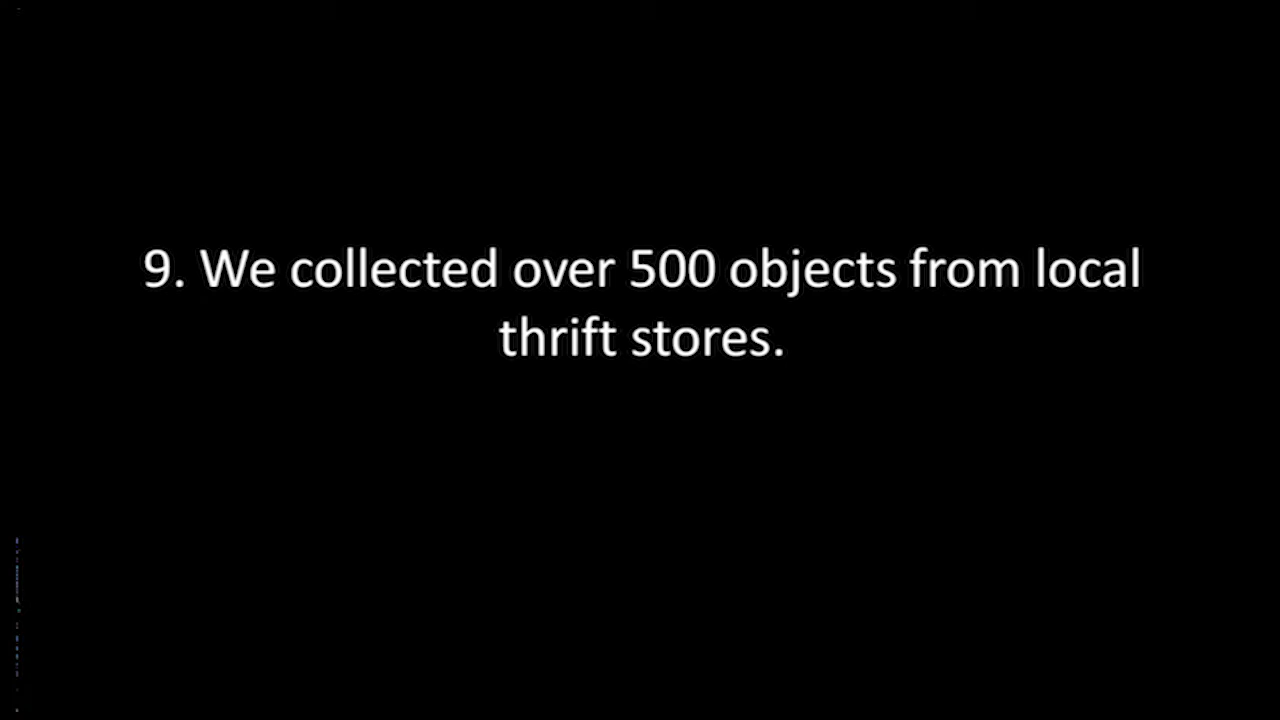 9. We collected over 500 objects from local
thrift stores.